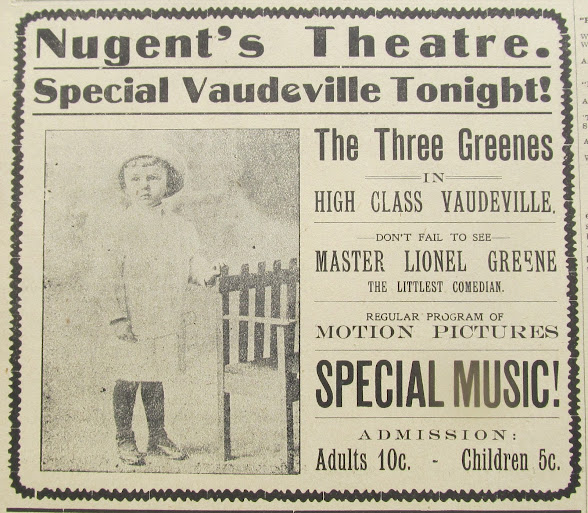 Nugent's Theatre.
Special Vaudeville Tonight!
The Three Greenes
IN
HIGH CLASS VAUDEVILLE.
DON'T FAIL TO SEE
MASTER LIONEL GREENE
THE LITTLEST COMEDIAN.
REGULAR PROGRAM OF
MOTION PICTURES
SPECIAL MUSIC!
ADMISSION:
Adults 10c. - Children 5c.